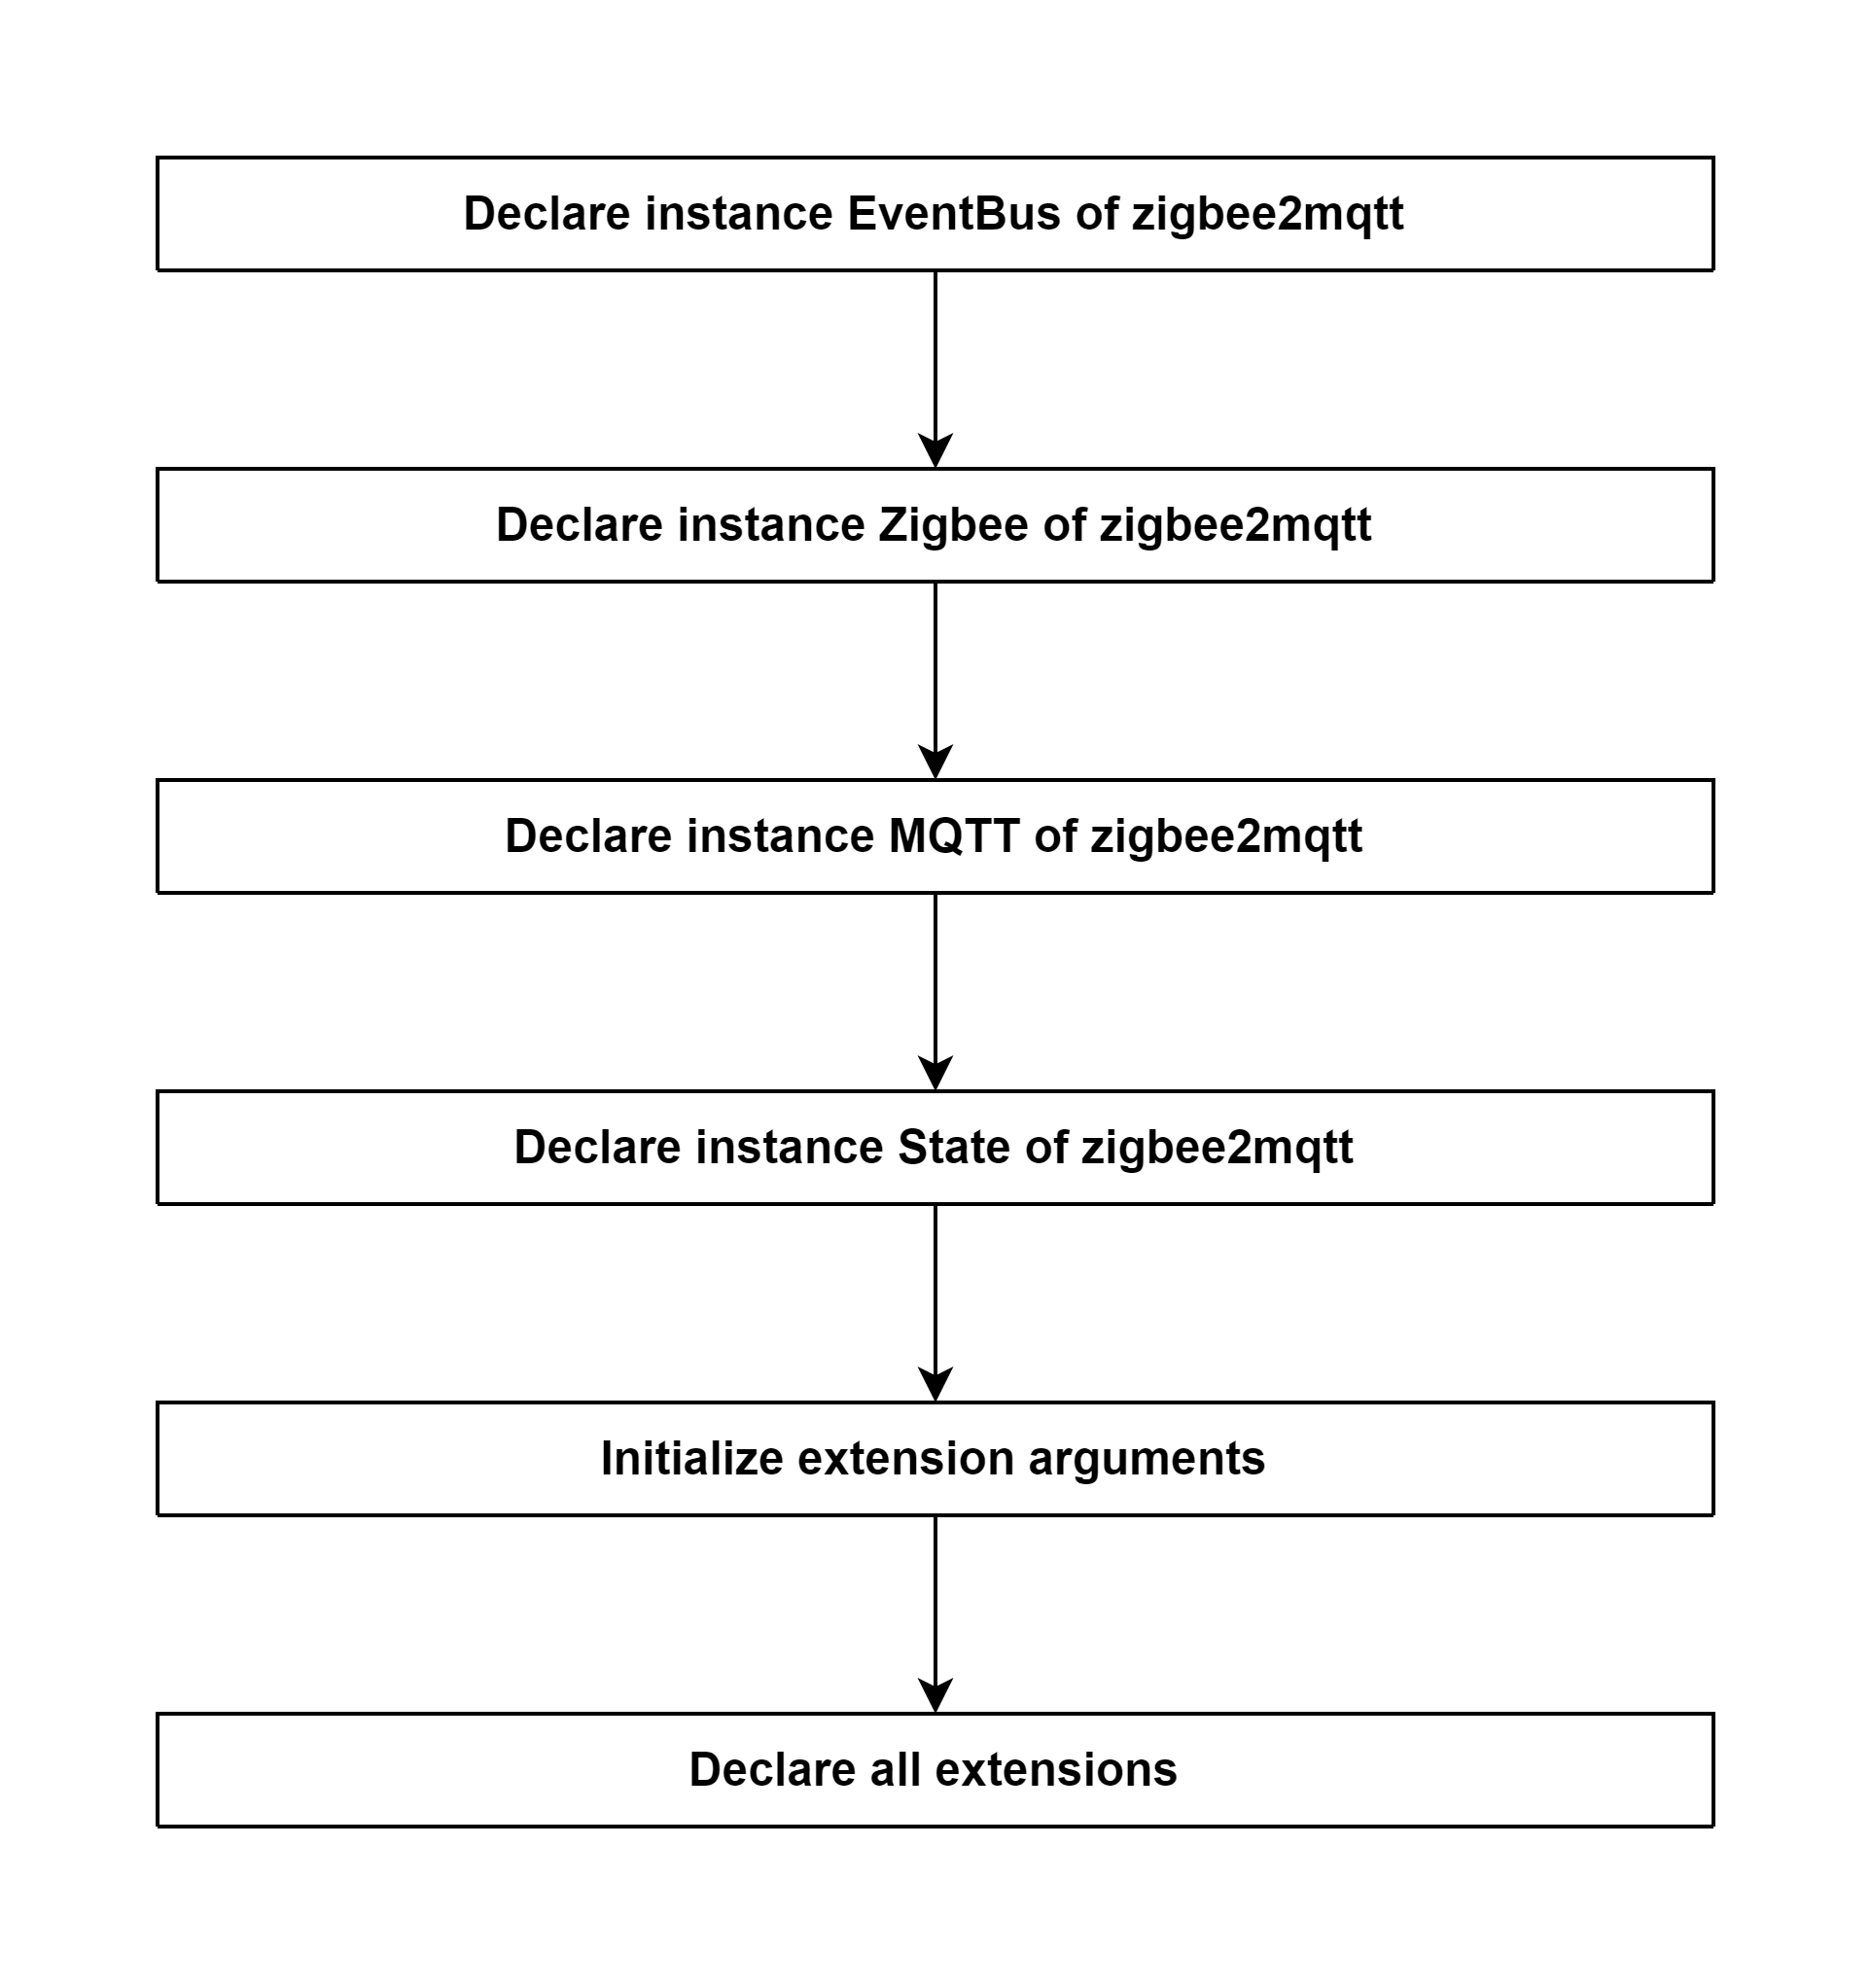 Declare instance EventBus of zigbee2mqtt
Declare instance Zigbee of zigbee2mqtt
Declare instance MQTT of zigbee2mqtt
Declare instance State of zigbee2mqtt
Initialize extension arguments
Declare all extensions